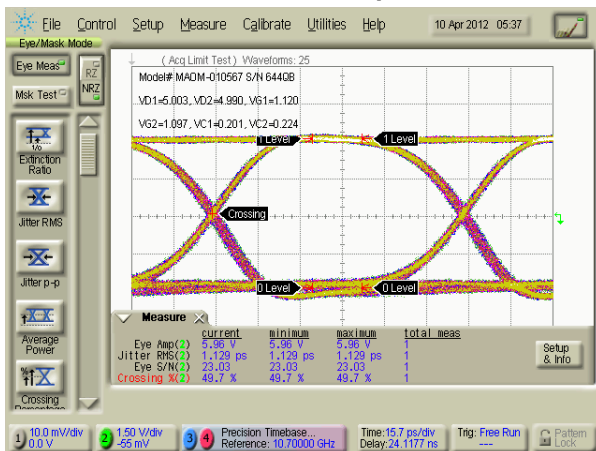 File Control Setup Measure Calibrate Utilities Help 10 Apr 2012 05:37
Eye/Mask Mode
Eye Meas
RZ
Msk Test
NRZ
( Acq Limit Test ) Waveforms: 25
Model# MAOM-010567 S/N 644QB
VD1=5.003, VD2=4.990, VG1=1.120
VG2=1.097, VC1=0.201, VC2=0.224
1 Level 1 Level
1/0
Extinction
Ratio
Jitter RMS
Crossing
Jitter p-p
0 Level 0 Level
Average
Power
Measure
current minimum maximum total meas
Eye Amp(2) 5.96 V 5.96 V 5.96 V 1
Jitter RMS(2) 1.129 ps 1.129 ps 1.129 ps 1
Eye S/N(2) 23.03 23.03 23.03 1
Crossing %(2) 49.7 % 49.7 % 49.7 % 1
Setup
& Info
%
Crossing
Percentage
1 10.0 mV/div
0.0 V
2 1.50 V/div
-55 mV
3 4 Precision Timebase...
Reference: 10.70000 GHz
Time:15.7 ps/div
Delay:24.1177 ns
Trig: Free Run
---
Pattern
Lock